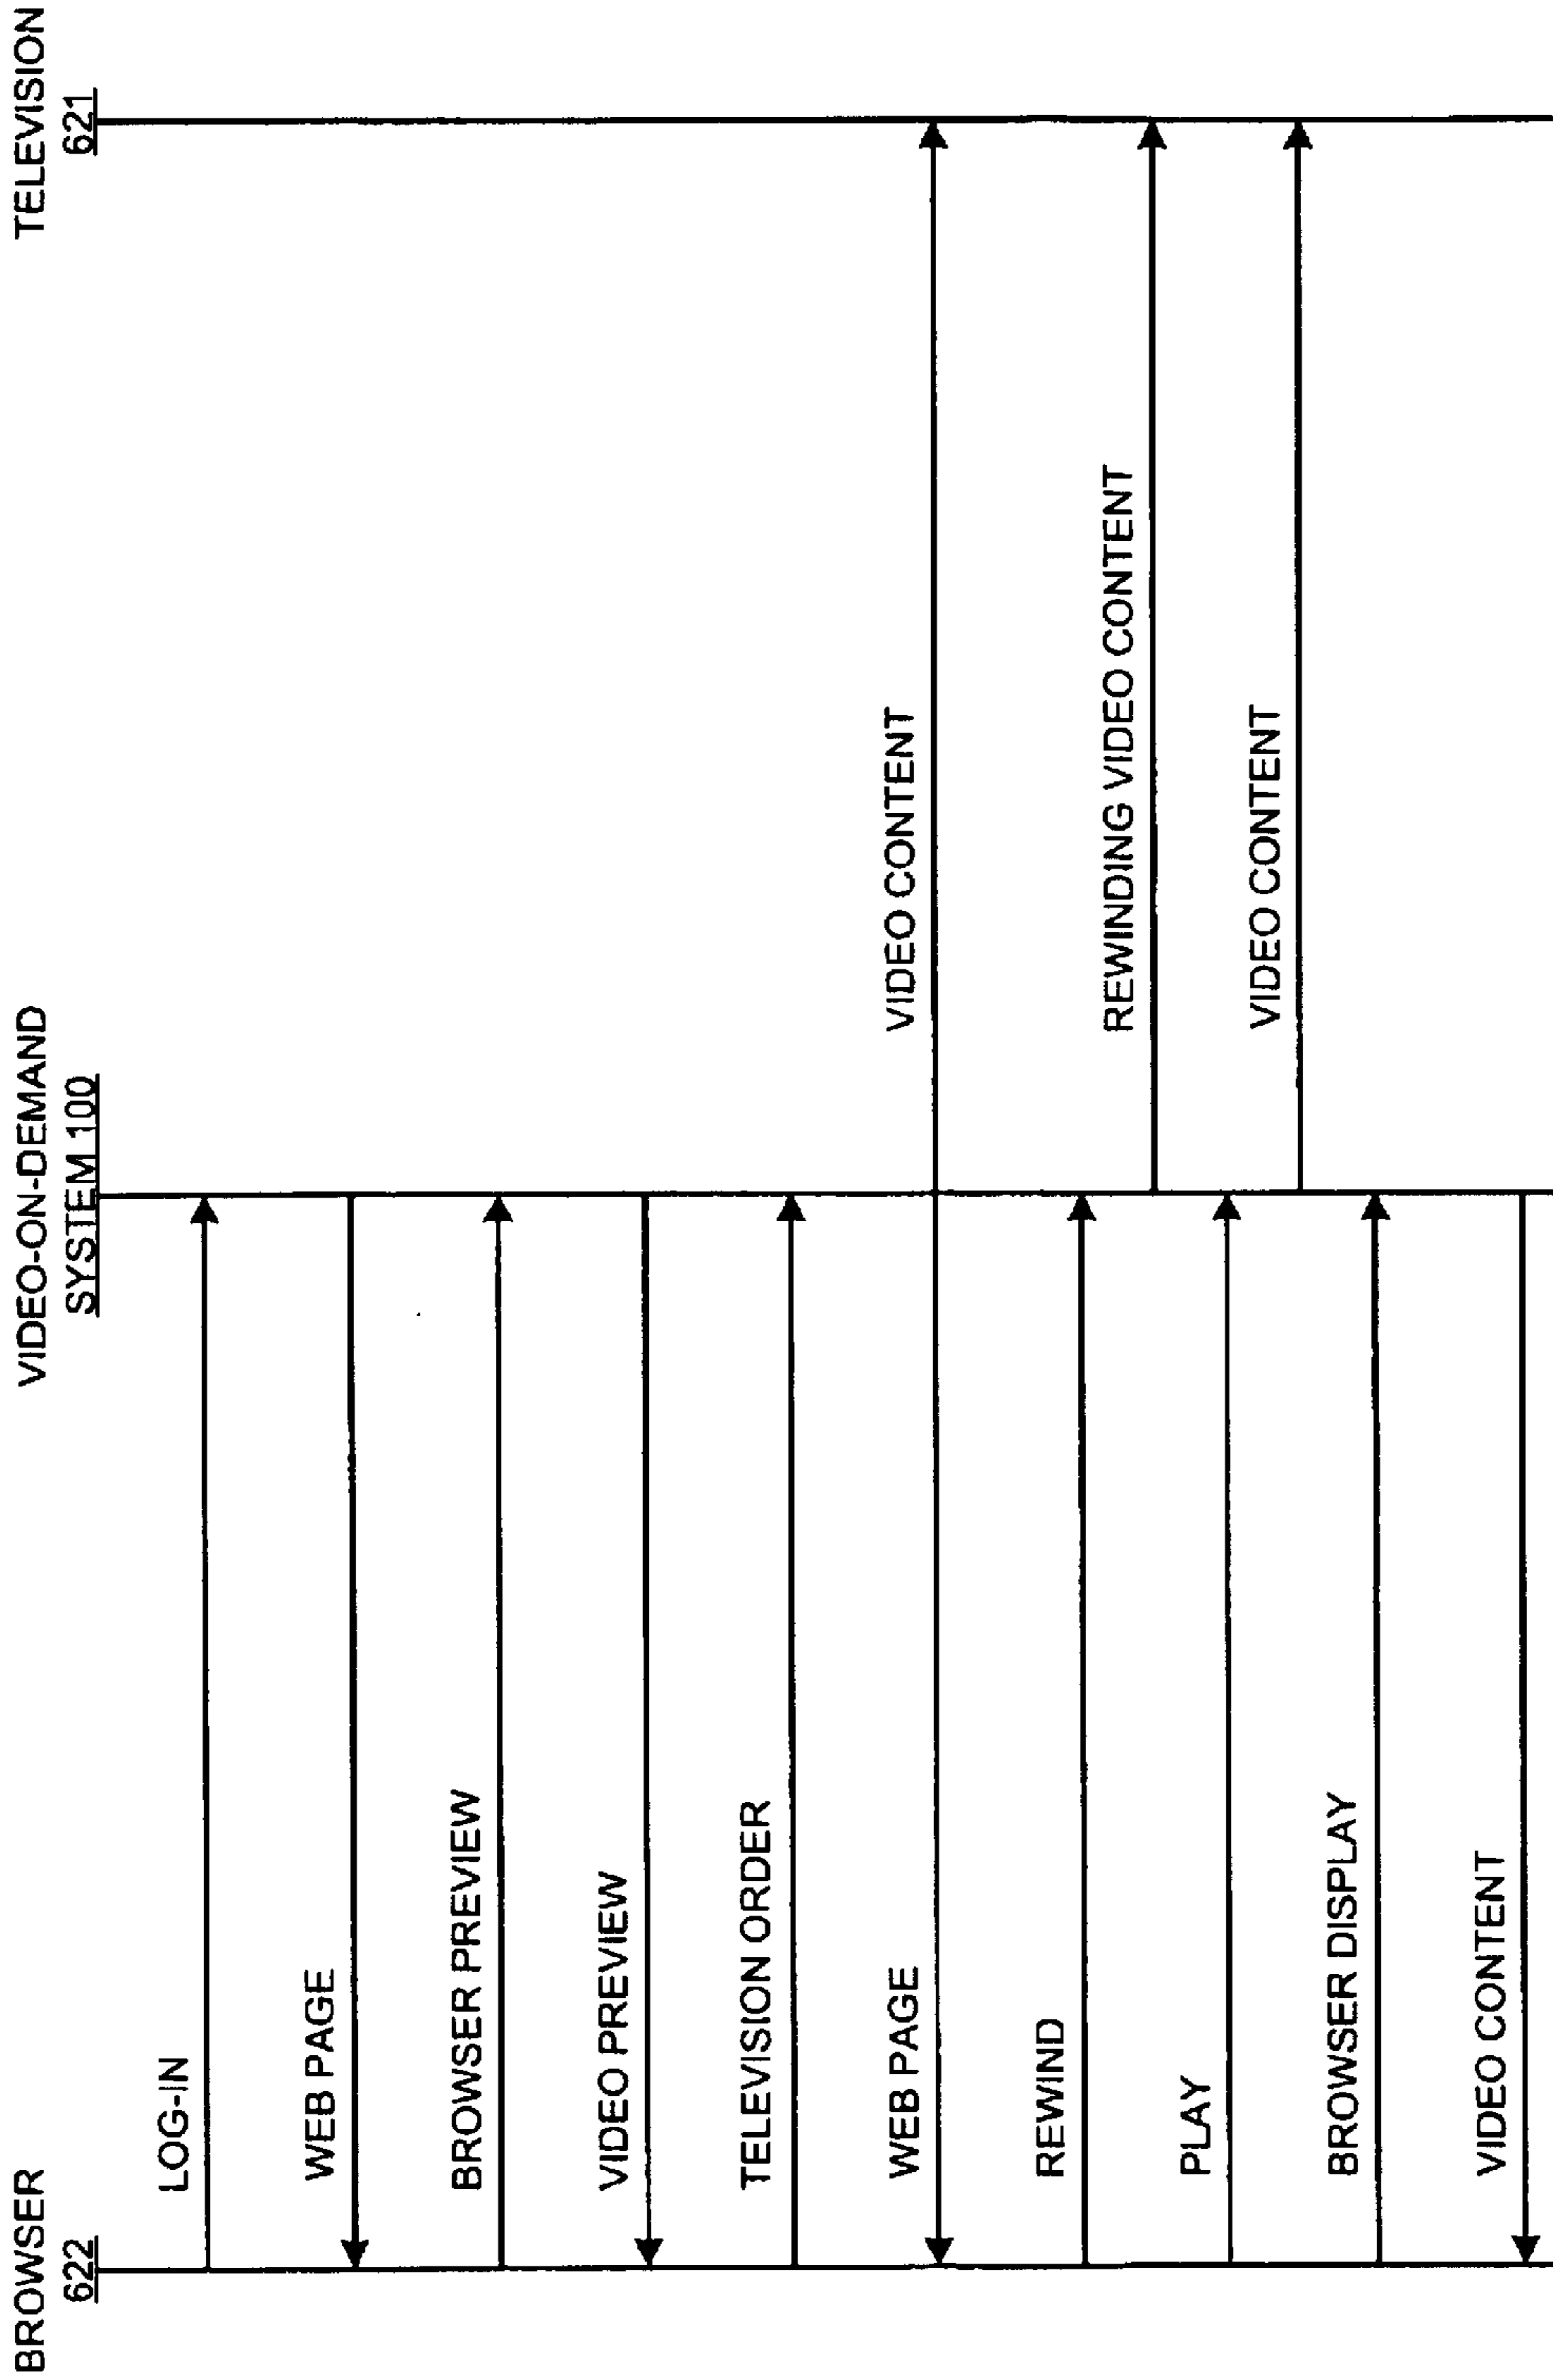 BROWSER
622
VIDEO-ON-DEMAND
SYSTEM 100
TELEVISION
621
LOG-IN
WEB PAGE
BROWSER PREVIEW
VIDEO PREVIEW
TELEVISION ORDER
WEB PAGE
VIDEO CONTENT
REWIND
REWINDING VIDEO CONTENT
PLAY
VIDEO CONTENT
BROWSER DISPLAY
VIDEO CONTENT